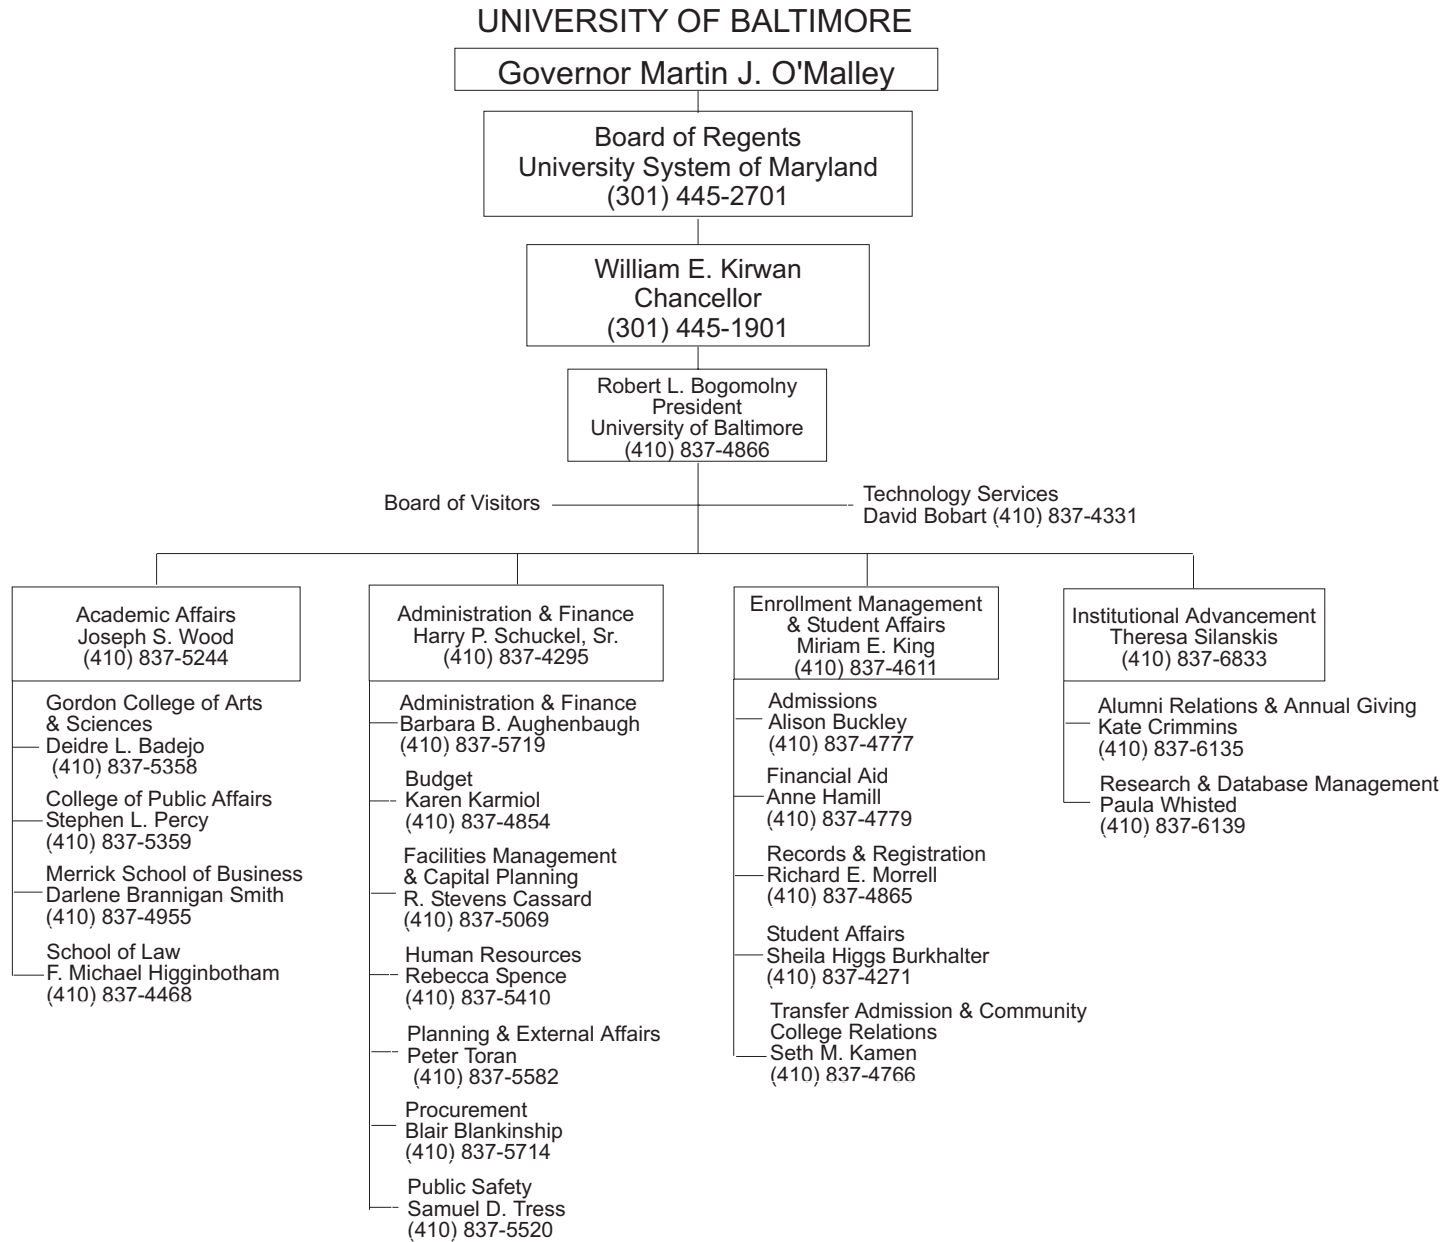 UNIVERSITY OF BALTIMORE
Governor Martin J. O'Malley
Board of Regents
University System of Maryland
(301) 445-2701
William E. Kirwan
Chancellor
(301) 445-1901
Robert L. Bogomolny
President
University of Baltimore
(410) 837-4866
Board of Visitors
Technology Services
David Bobart (410) 837-4331
Academic Affairs
Joseph S. Wood
(410) 837-5244
Gordon College of Arts
& Sciences
Deidre L. Badejo
(410) 837-5358
College of Public Affairs
Stephen L. Percy
(410) 837-5359
Merrick School of Business
Darlene Brannigan Smith
(410) 837-4955
School of Law
F. Michael Higginbotham
(410) 837-4468
Administration & Finance
Harry P. Schuckel, Sr.
(410) 837-4295
Administration & Finance
Barbara B. Aughenbaugh
(410) 837-5719
Budget
Karen Karmiol
(410) 837-4854
Facilities Management
& Capital Planning
R. Stevens Cassard
(410) 837-5069
Human Resources
Rebecca Spence
(410) 837-5410
Planning & External Affairs
Peter Toran
(410) 837-5582
Procurement
Blair Blankinship
(410) 837-5714
Public Safety
Samuel D. Tress
(410) 837-5520
Enrollment Management
& Student Affairs
Miriam E. King
(410) 837-4611
Admissions
Alison Buckley
(410) 837-4777
Financial Aid
Anne Hamill
(410) 837-4779
Records & Registration
Richard E. Morrell
(410) 837-4865
Student Affairs
Sheila Higgs Burkhalter
(410) 837-4271
Transfer Admission & Community
College Relations
Seth M. Kamen
(410) 837-4766
Institutional Advancement
Theresa Silanskis
(410) 837-6833
Alumni Relations & Annual Giving
Kate Crimmins
(410) 837-6135
Research & Database Management
Paula Whisted
(410) 837-6139